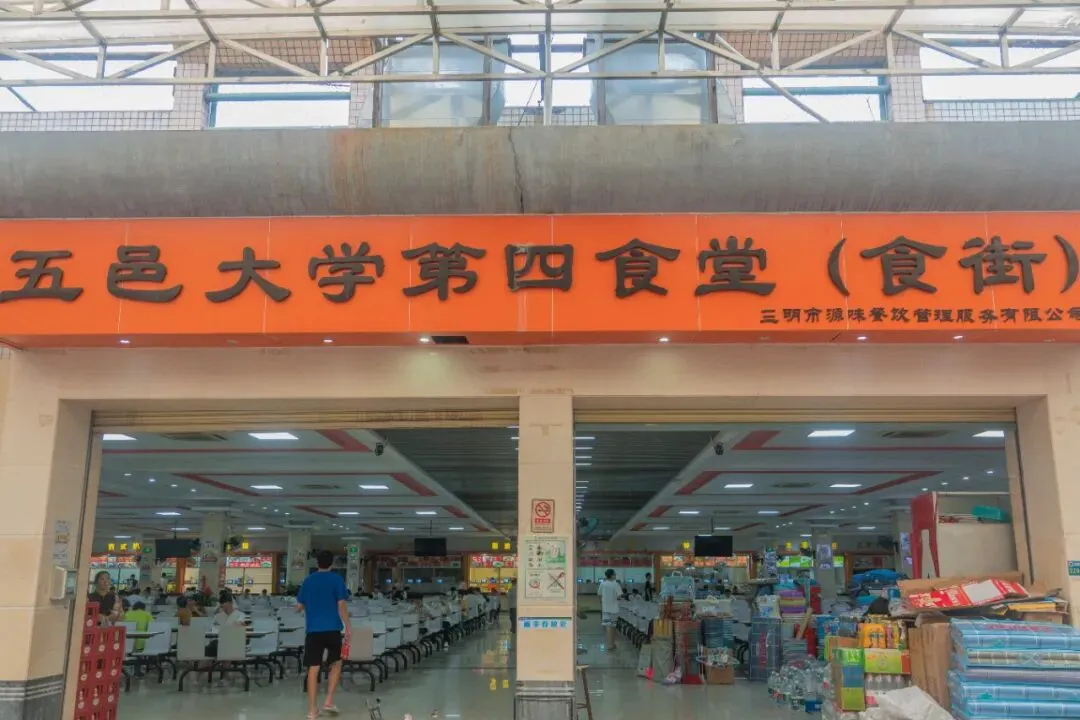 五邑大学第四食堂（食街）
三明市源味餐饮管理服务有限公司